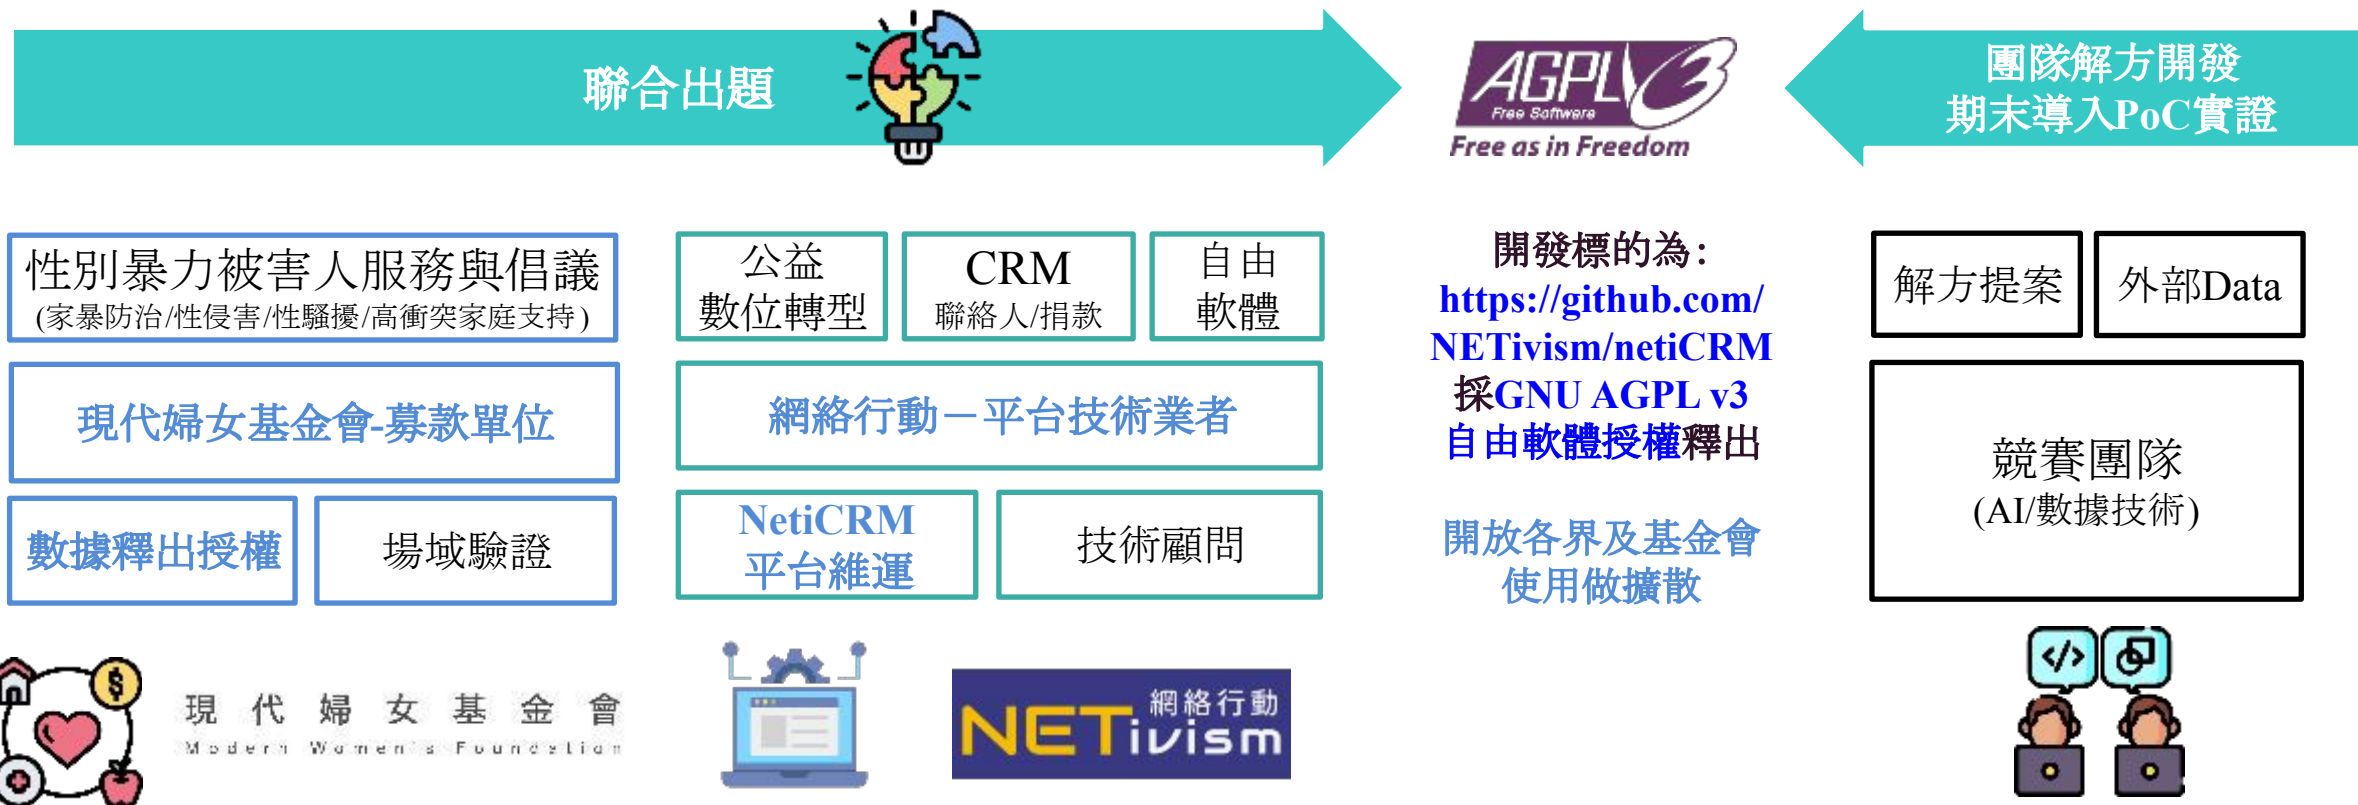 聯合出題
AGPLv3
Free Software
Free as in Freedom
團隊解方開發
期末導入PoC實證
性別暴力被害人服務與倡議
(家暴防治/性侵害/性騷擾/高衝突家庭支持)
現代婦女基金會-募款單位
數據釋出授權
場域驗證
公益
數位轉型
CRM
聯絡人/捐款
自由
軟體
網絡行動－平台技術業者
NetiCRM
平台維運
技術顧問
開發標的為:
https://github.com/
NETivism/netiCRM
採GNU AGPL v3
自由軟體授權釋出
開放各界及基金會
使用做擴散
解方提案
外部Data
競賽團隊
(AI/數據技術)
現代婦女基金會
Modern Women's Foundation
網絡行動
NETivism